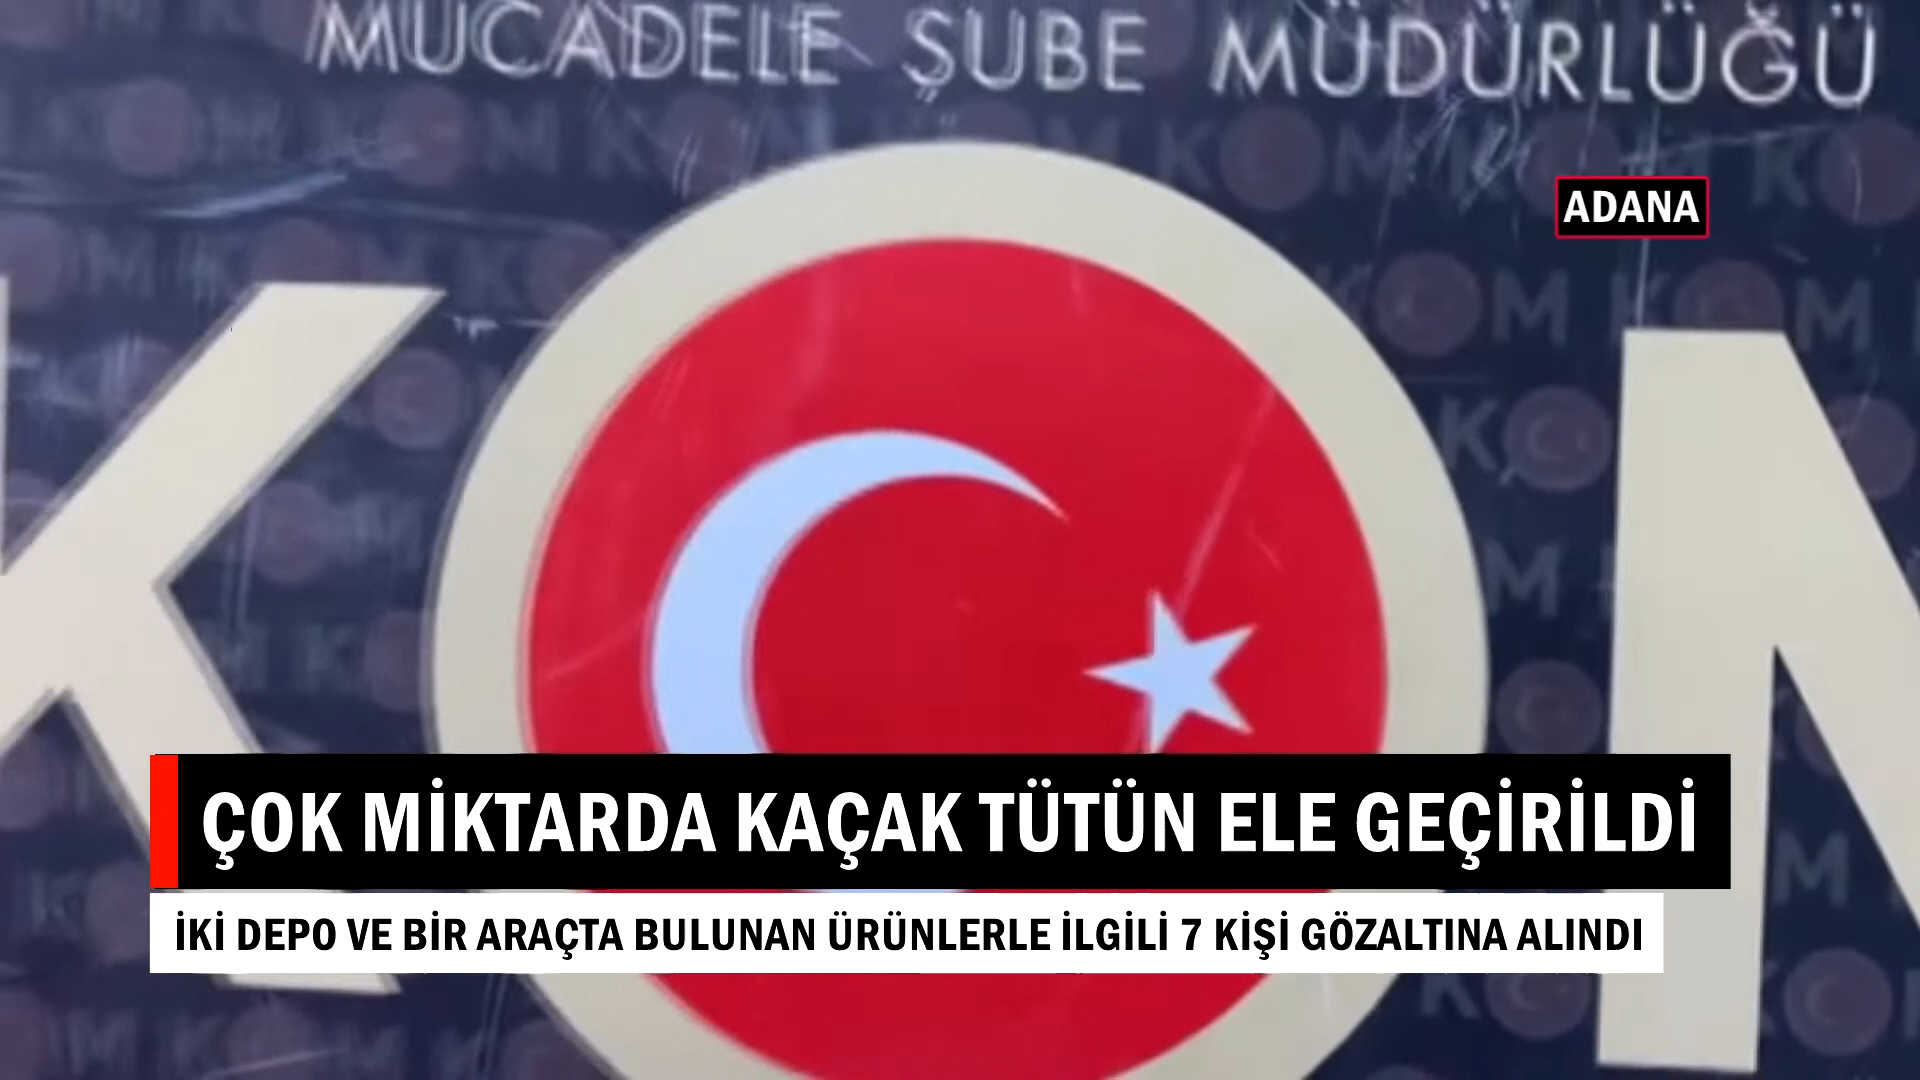 MÜCADELE ŞUBE MÜDÜRLÜĞÜ
ADANA
KOM
ÇOK MİKTARDA KAÇAK TÜTÜN ELE GEÇİRİLDİ
İKİ DEPO VE BİR ARAÇTA BULUNAN ÜRÜNLERLE İLGİLİ 7 KİŞİ GÖZALTINA ALINDI